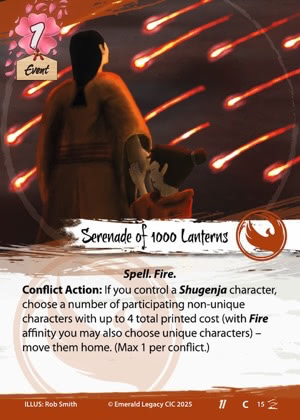 1
Event
Serenade of 1000 Lanterns
Spell. Fire.
Conflict Action: If you control a Shugenja character,
choose a number of participating non-unique
characters with up to 4 total printed cost (with Fire
affinity you may also choose unique characters) –
move them home. (Max 1 per conflict.)
ILLUS: Rob Smith © Emerald Legacy CIC 2025 C 15